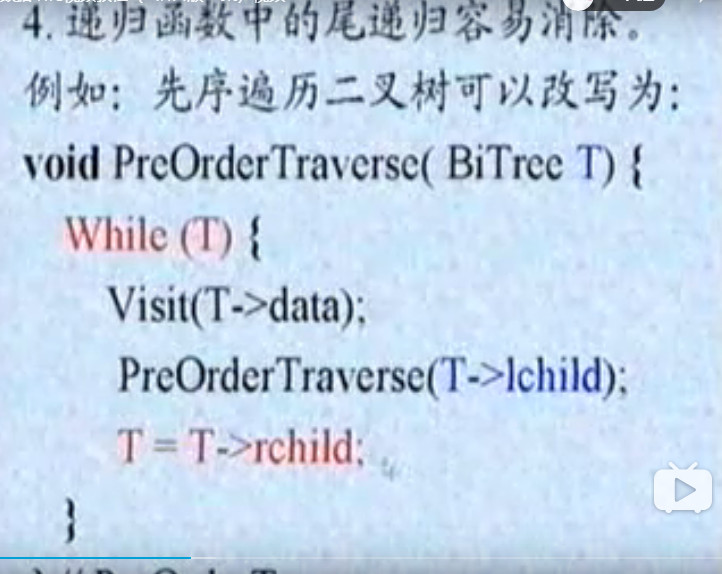 4. 递归函数中的尾递归容易消除。
例如：先序遍历二叉树可以改写为：
void PreOrderTraverse( BiTree T) {
While (T) {
Visit(T->data);
PreOrderTraverse(T->lchild);
T = T->rchild;
}